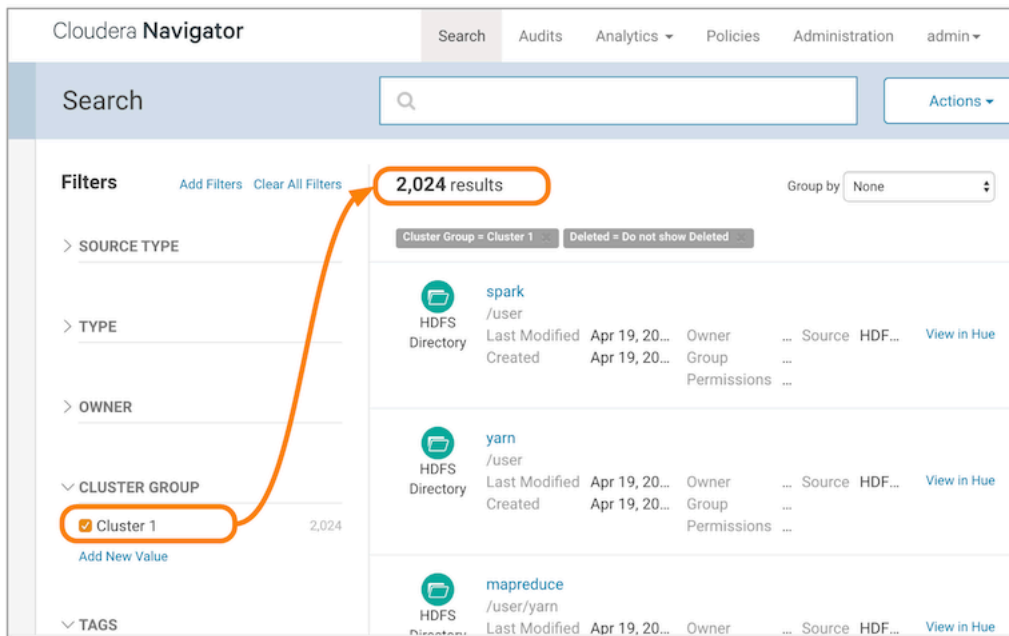 Cloudera Navigator
Search Audits Analytics Policies Administration admin
Search
Actions
Filters Add Filters Clear All Filters
2,024 results
Group by None
Cluster Group = Cluster 1 × Deleted = Do not show Deleted ×
SOURCE TYPE
TYPE
OWNER
CLUSTER GROUP
Cluster 1 2,024
Add New Value
TAGS
HDFS
Directory
spark
/user
Last Modified Apr 19, 20... Owner ... Source HDF... View in Hue
Created Apr 19, 20... Group ...
Permissions ...
HDFS
Directory
yarn
/user
Last Modified Apr 19, 20... Owner ... Source HDF... View in Hue
Created Apr 19, 20... Group ...
Permissions ...
HDFS
Directory
mapreduce
/user/yarn
Last Modified Apr 19, 20... Owner ... Source HDF... View in Hue